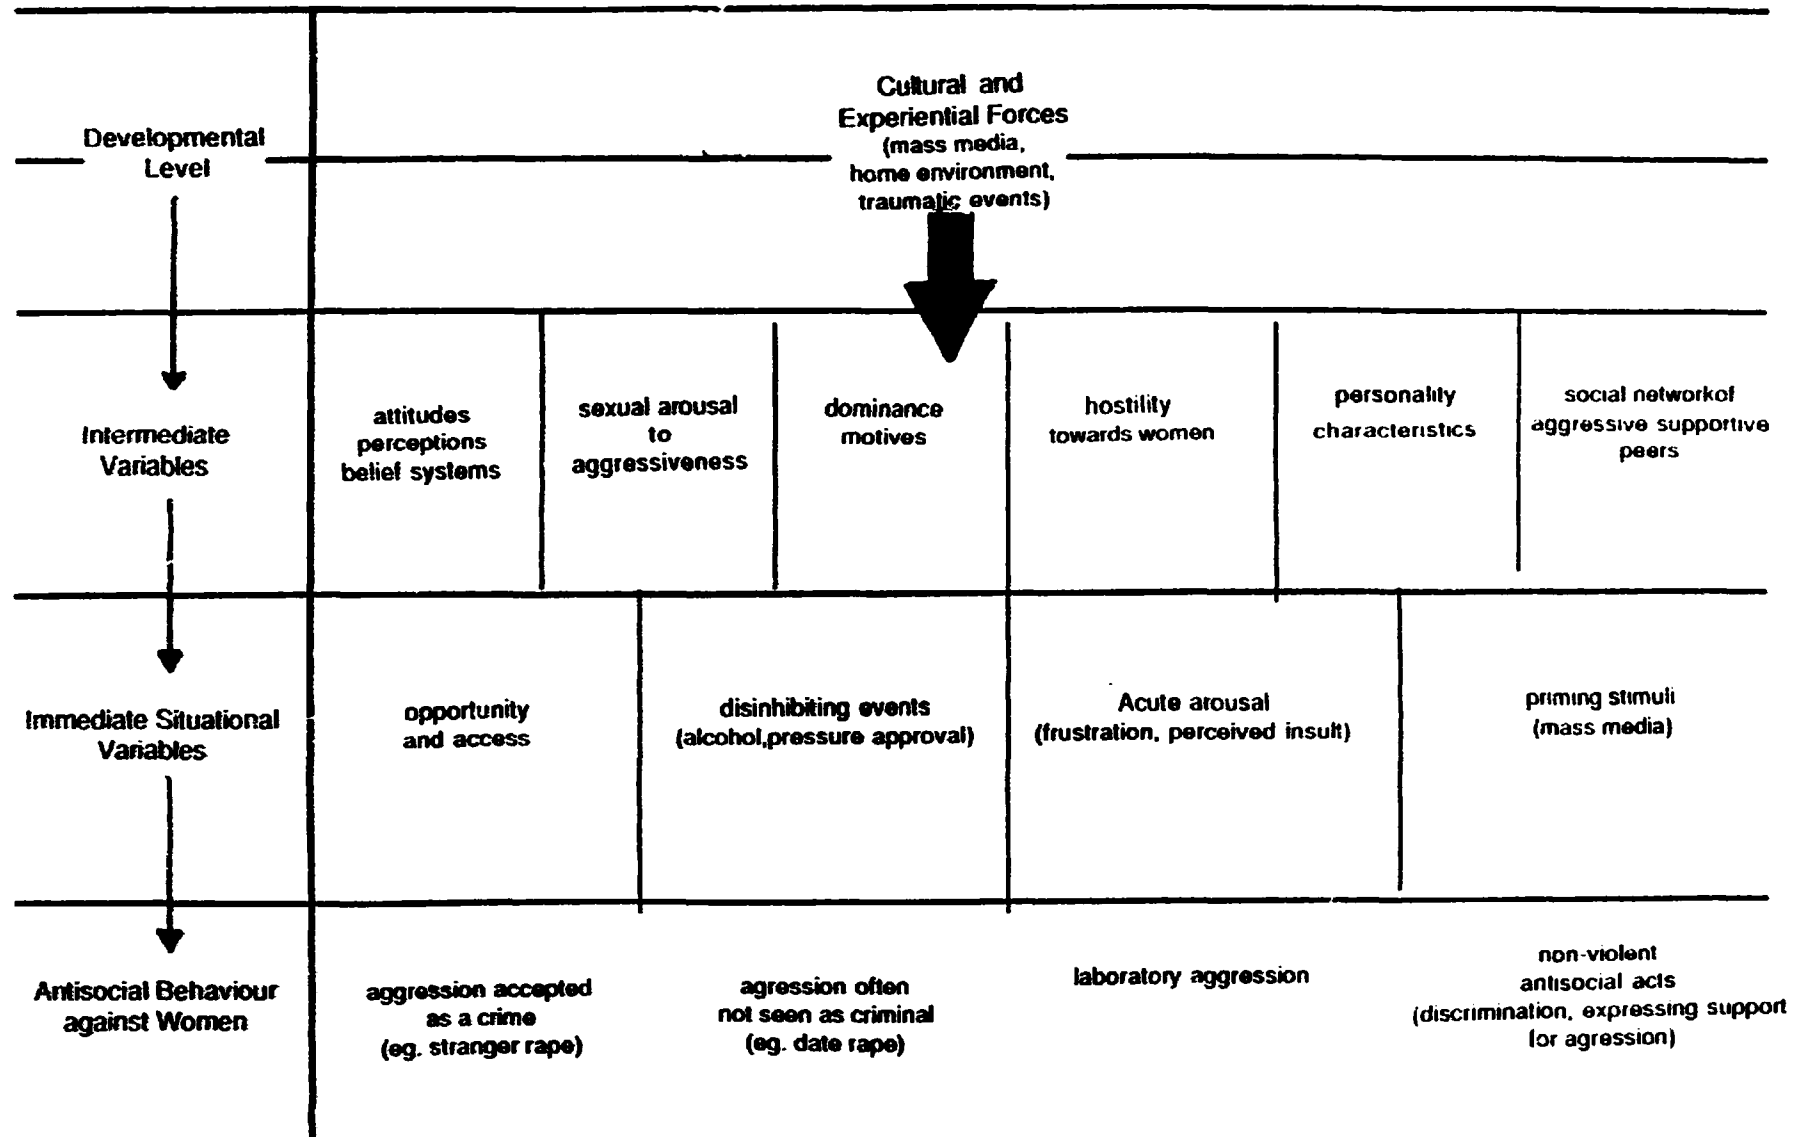 Developmental
Level
Cultural and
Experiential Forces
(mass media,
home environment,
traumatic events)
Intermediate
Variables
attitudes
perceptions
belief systems
sexual arousal
to
aggressiveness
dominance
motives
hostility
towards women
personality
characteristics
social networkof
aggressive supportive
peers
Immediate Situational
Variables
opportunity
and access
disinhibiting events
(alcohol,pressure approval)
Acute arousal
(frustration, perceived insult)
priming stimuli
(mass media)
Antisocial Behaviour
against Women
aggression accepted
as a crime
(eg. stranger rape)
agression often
not seen as criminal
(eg. date rape)
laboratory aggression
non-violent
antisocial acts
(discrimination, expressing support
for agression)